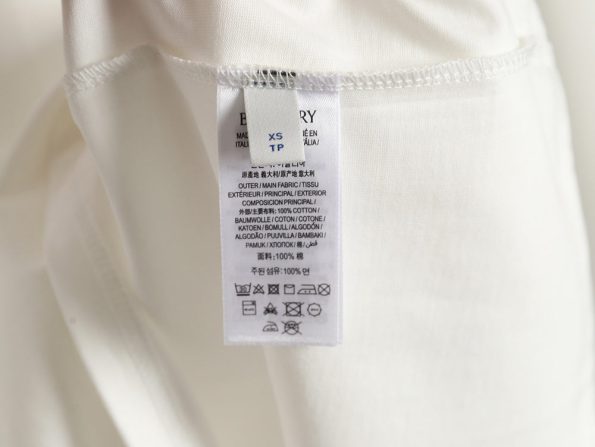 XS
TP
原產地 義大利/原产地 意大利
OUTER / MAIN FABRIC / TISSU
EXTÉRIEUR / PRINCIPAL / EXTERIOR
COMPOSICION PRINCIPAL /
外部/主要布料: 100% COTTON /
BAUMWOLLE / COTON / COTONE /
KATOEN / BOMULL / ALGODÓN /
ALGODÃO / PUUVILLA / BAMBAKI /
PAMUK / ХЛОПОК / 棉/ قطن/
面料:100% 棉
주된 섬유:100% 면